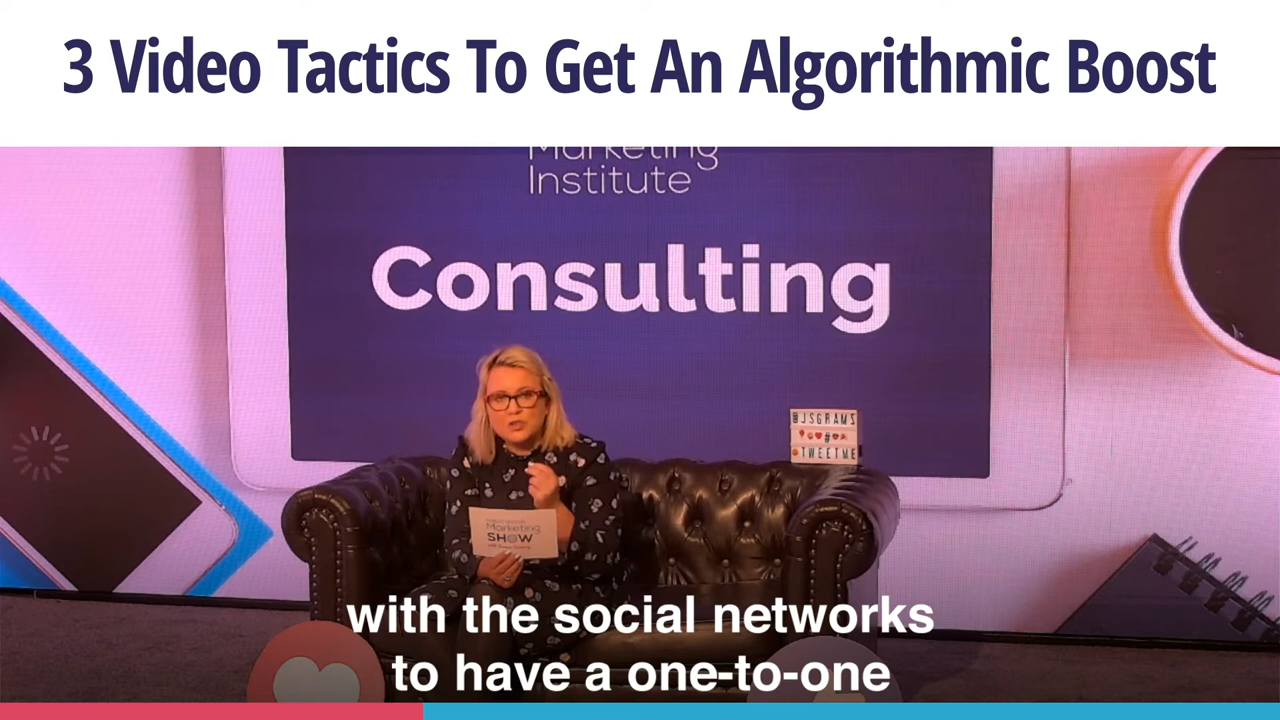 3 Video Tactics To Get An Algorithmic Boost
Marketing
Institute
Consulting
@JSGRAMS
#
TWEETME
Marketing
SHOW
with the social networks
to have a one-to-one